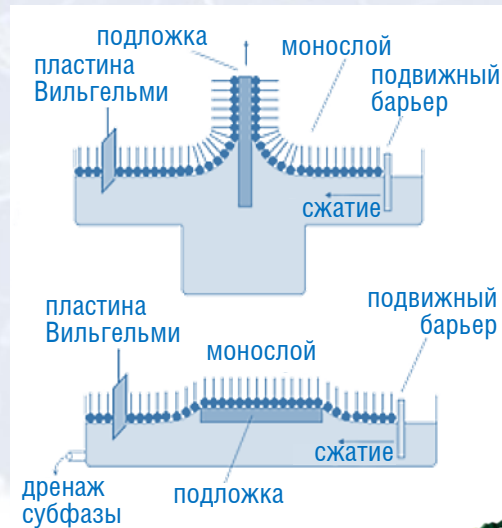 подложка
монослой
пластина
Вильгельми
подвижный
барьер
сжатие
пластина
Вильгельми
подвижный
барьер
монослой
сжатие
дренаж
субфазы
подложка